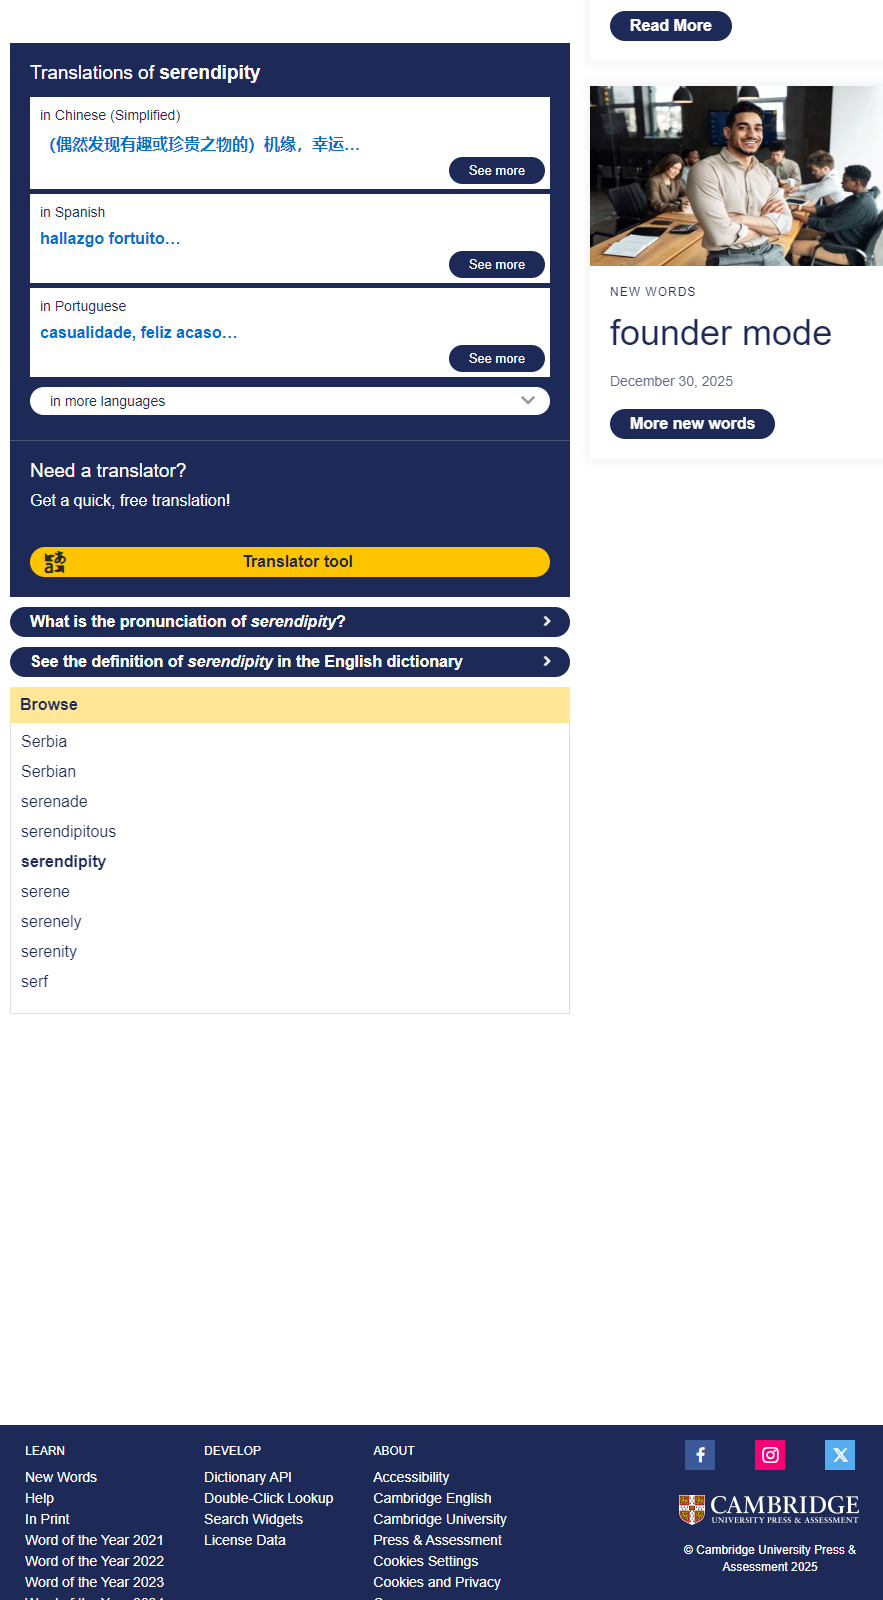 Read More
Translations of serendipity
in Chinese (Simplified)
（偶然发现有趣或珍贵之物的）机缘，幸运…
See more
in Spanish
hallazgo fortuito…
See more
in Portuguese
casualidade, feliz acaso…
See more
in more languages
Need a translator?
Get a quick, free translation!
Translator tool
What is the pronunciation of serendipity?
See the definition of serendipity in the English dictionary
Browse
Serbia
Serbian
serenade
serendipitous
serendipity
serene
serenely
serenity
serf
NEW WORDS
founder mode
December 30, 2025
More new words
LEARN
New Words
Help
In Print
Word of the Year 2021
Word of the Year 2022
Word of the Year 2023
DEVELOP
Dictionary API
Double-Click Lookup
Search Widgets
License Data
ABOUT
Accessibility
Cambridge English
Cambridge University
Press & Assessment
Cookies Settings
Cookies and Privacy
CAMBRIDGE
UNIVERSITY PRESS & ASSESSMENT
© Cambridge University Press &
Assessment 2025